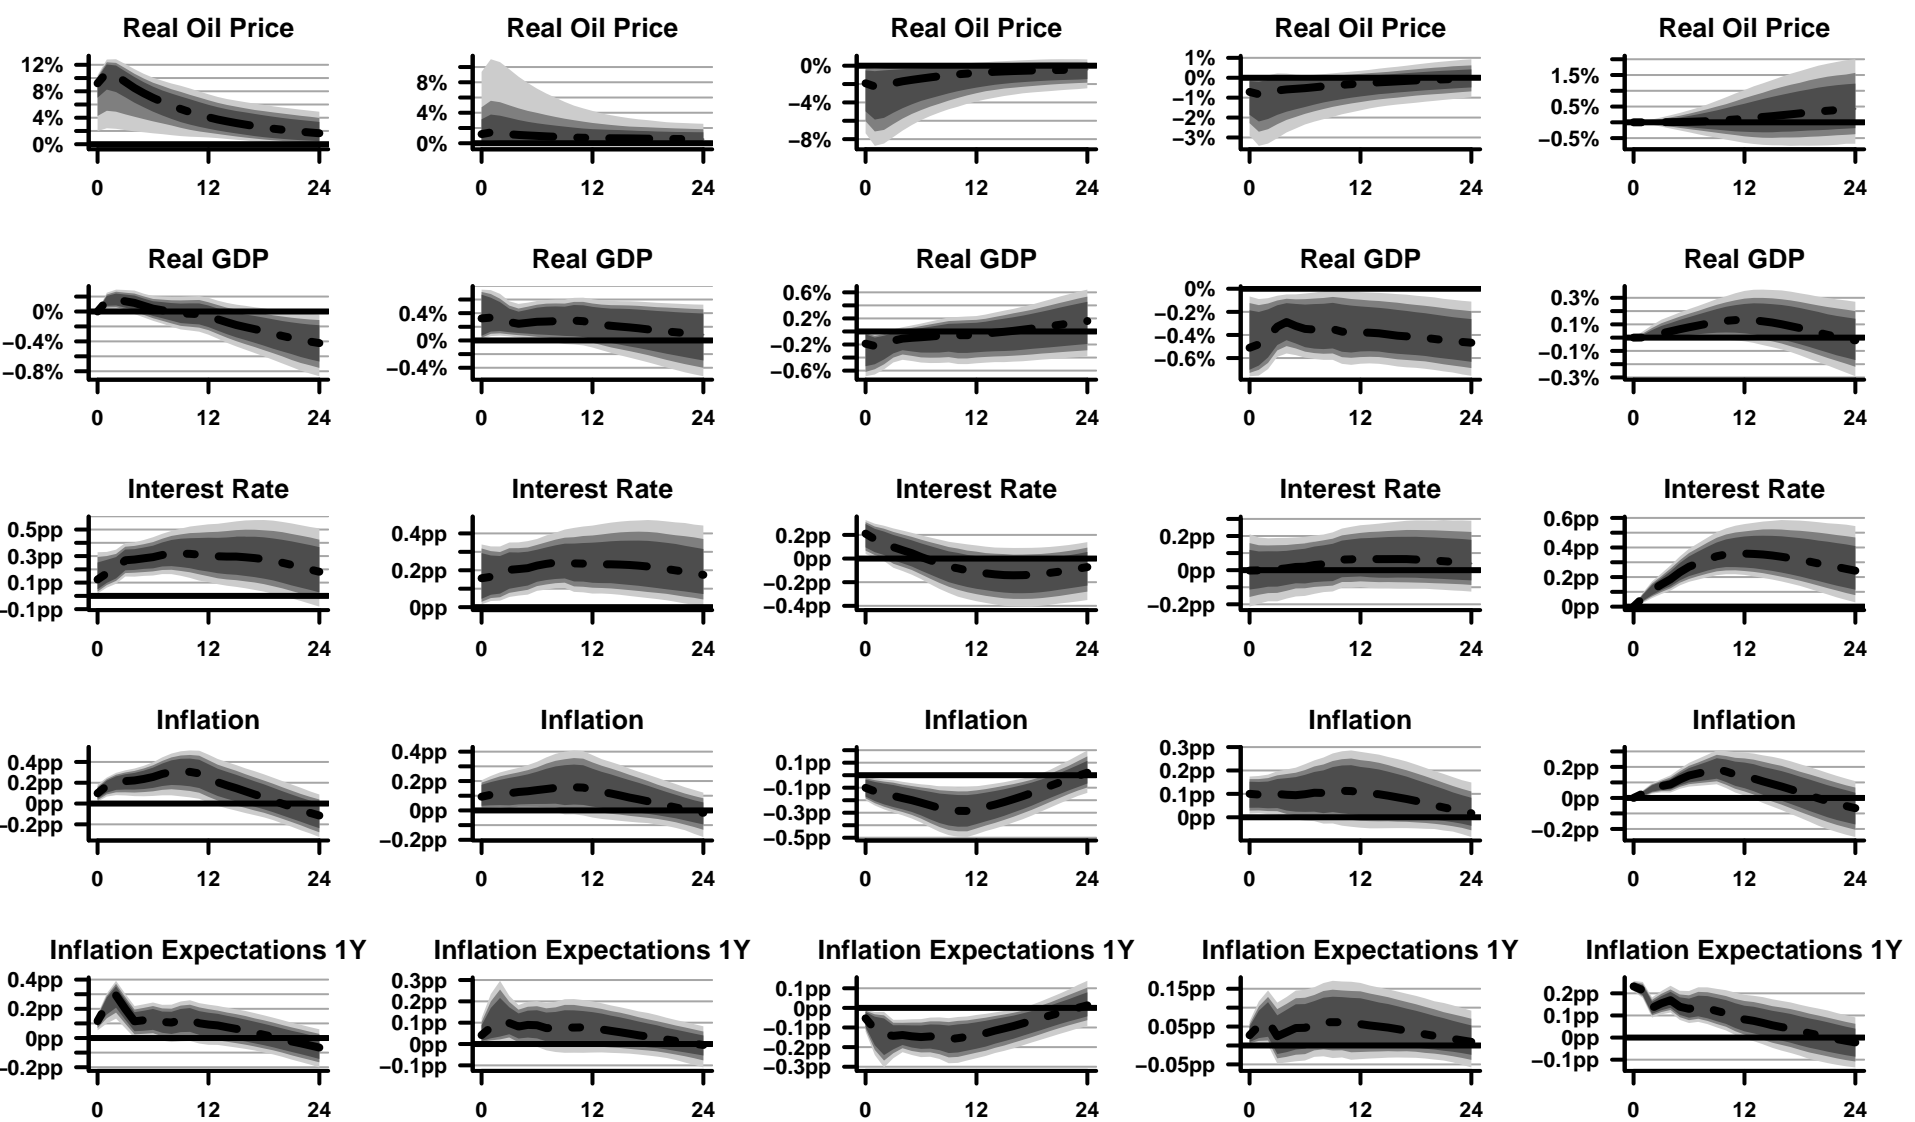 Real Oil Price Real Oil Price Real Oil Price Real Oil Price Real Oil Price
12%
8%
4%
0%
0 12 24
8%
4%
0%
0 12 24
0%
−4%
−8%
0 12 24
1%
0%
−1%
−2%
−3%
0 12 24
1.5%
0.5%
−0.5%
0 12 24
Real GDP Real GDP Real GDP Real GDP Real GDP
0%
−0.4%
−0.8%
0 12 24
0.4%
0%
−0.4%
0 12 24
0.6%
0.2%
−0.2%
−0.6%
0 12 24
0%
−0.2%
−0.4%
−0.6%
0 12 24
0.3%
0.1%
−0.1%
−0.3%
0 12 24
Interest Rate Interest Rate Interest Rate Interest Rate Interest Rate
0.5pp
0.3pp
0.1pp
−0.1pp
0 12 24
0.4pp
0.2pp
0pp
0 12 24
0.2pp
0pp
−0.2pp
−0.4pp
0 12 24
0.2pp
0pp
−0.2pp
0 12 24
0.6pp
0.4pp
0.2pp
0pp
0 12 24
Inflation Inflation Inflation Inflation Inflation
0.4pp
0.2pp
0pp
−0.2pp
0 12 24
0.4pp
0.2pp
0pp
−0.2pp
0 12 24
0.1pp
−0.1pp
−0.3pp
−0.5pp
0 12 24
0.3pp
0.2pp
0.1pp
0pp
0 12 24
0.2pp
0pp
−0.2pp
0 12 24
Inflation Expectations 1Y Inflation Expectations 1Y Inflation Expectations 1Y Inflation Expectations 1Y Inflation Expectations 1Y
0.4pp
0.2pp
0pp
−0.2pp
0 12 24
0.3pp
0.2pp
0.1pp
0pp
−0.1pp
0 12 24
0.1pp
0pp
−0.1pp
−0.2pp
−0.3pp
0 12 24
0.15pp
0.05pp
−0.05pp
0 12 24
0.2pp
0.1pp
0pp
−0.1pp
0 12 24